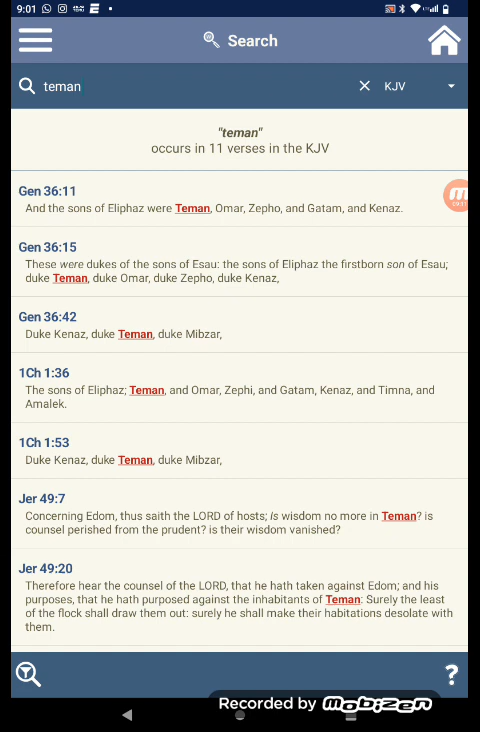 9:01
Search
teman
KJV
"teman"
occurs in 11 verses in the KJV
Gen 36:11
And the sons of Eliphaz were Teman, Omar, Zepho, and Gatam, and Kenaz.
Gen 36:15
These were dukes of the sons of Esau: the sons of Eliphaz the firstborn son of Esau;
duke Teman, duke Omar, duke Zepho, duke Kenaz,
Gen 36:42
Duke Kenaz, duke Teman, duke Mibzar,
1Ch 1:36
The sons of Eliphaz; Teman, and Omar, Zephi, and Gatam, Kenaz, and Timna, and
Amalek.
1Ch 1:53
Duke Kenaz, duke Teman, duke Mibzar,
Jer 49:7
Concerning Edom, thus saith the LORD of hosts; Is wisdom no more in Teman? is
counsel perished from the prudent? is their wisdom vanished?
Jer 49:20
Therefore hear the counsel of the LORD, that he hath taken against Edom; and his
purposes, that he hath purposed against the inhabitants of Teman: Surely the least
of the flock shall draw them out: surely he shall make their habitations desolate with
them.
?
Recorded by Mobizen